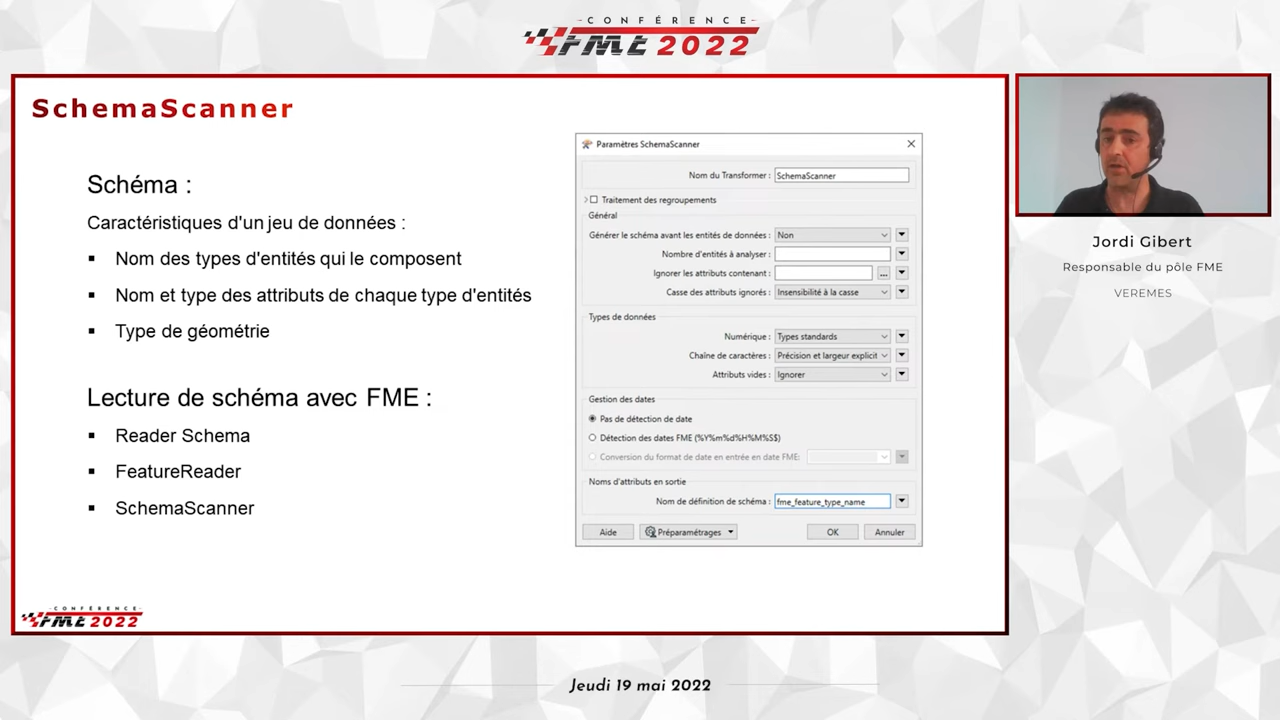 CONFÉRENCE
FME 2022
SchemaScanner
Schéma :
Caractéristiques d'un jeu de données :
▪ Nom des types d'entités qui le composent
▪ Nom et type des attributs de chaque type d'entités
▪ Type de géométrie
Lecture de schéma avec FME :
▪ Reader Schema
▪ FeatureReader
▪ SchemaScanner
Paramètres SchemaScanner
Nom du Transformer : SchemaScanner
Traitement des regroupements
Général
Générer le schéma avant les entités de données : Non
Nombre d'entités à analyser :
Ignorer les attributs contenant : ...
Casse des attributs ignorés : Insensibilité à la casse
Types de données
Numérique : Types standards
Chaîne de caractères : Précision et largeur explicit
Attributs vides : Ignorer
Gestion des dates
Pas de détection de date
Détection des dates FME (%Y%m%d%H%M%S$)
Conversion du format de date en entrée en date FME:
Noms d'attributs en sortie
Nom de définition de schéma : fme_feature_type_name
Aide Préparamétrages OK Annuler
CONFÉRENCE
FME 2022
Jordi Gibert
Responsable du pôle FME
VEREMES
Jeudi 19 mai 2022